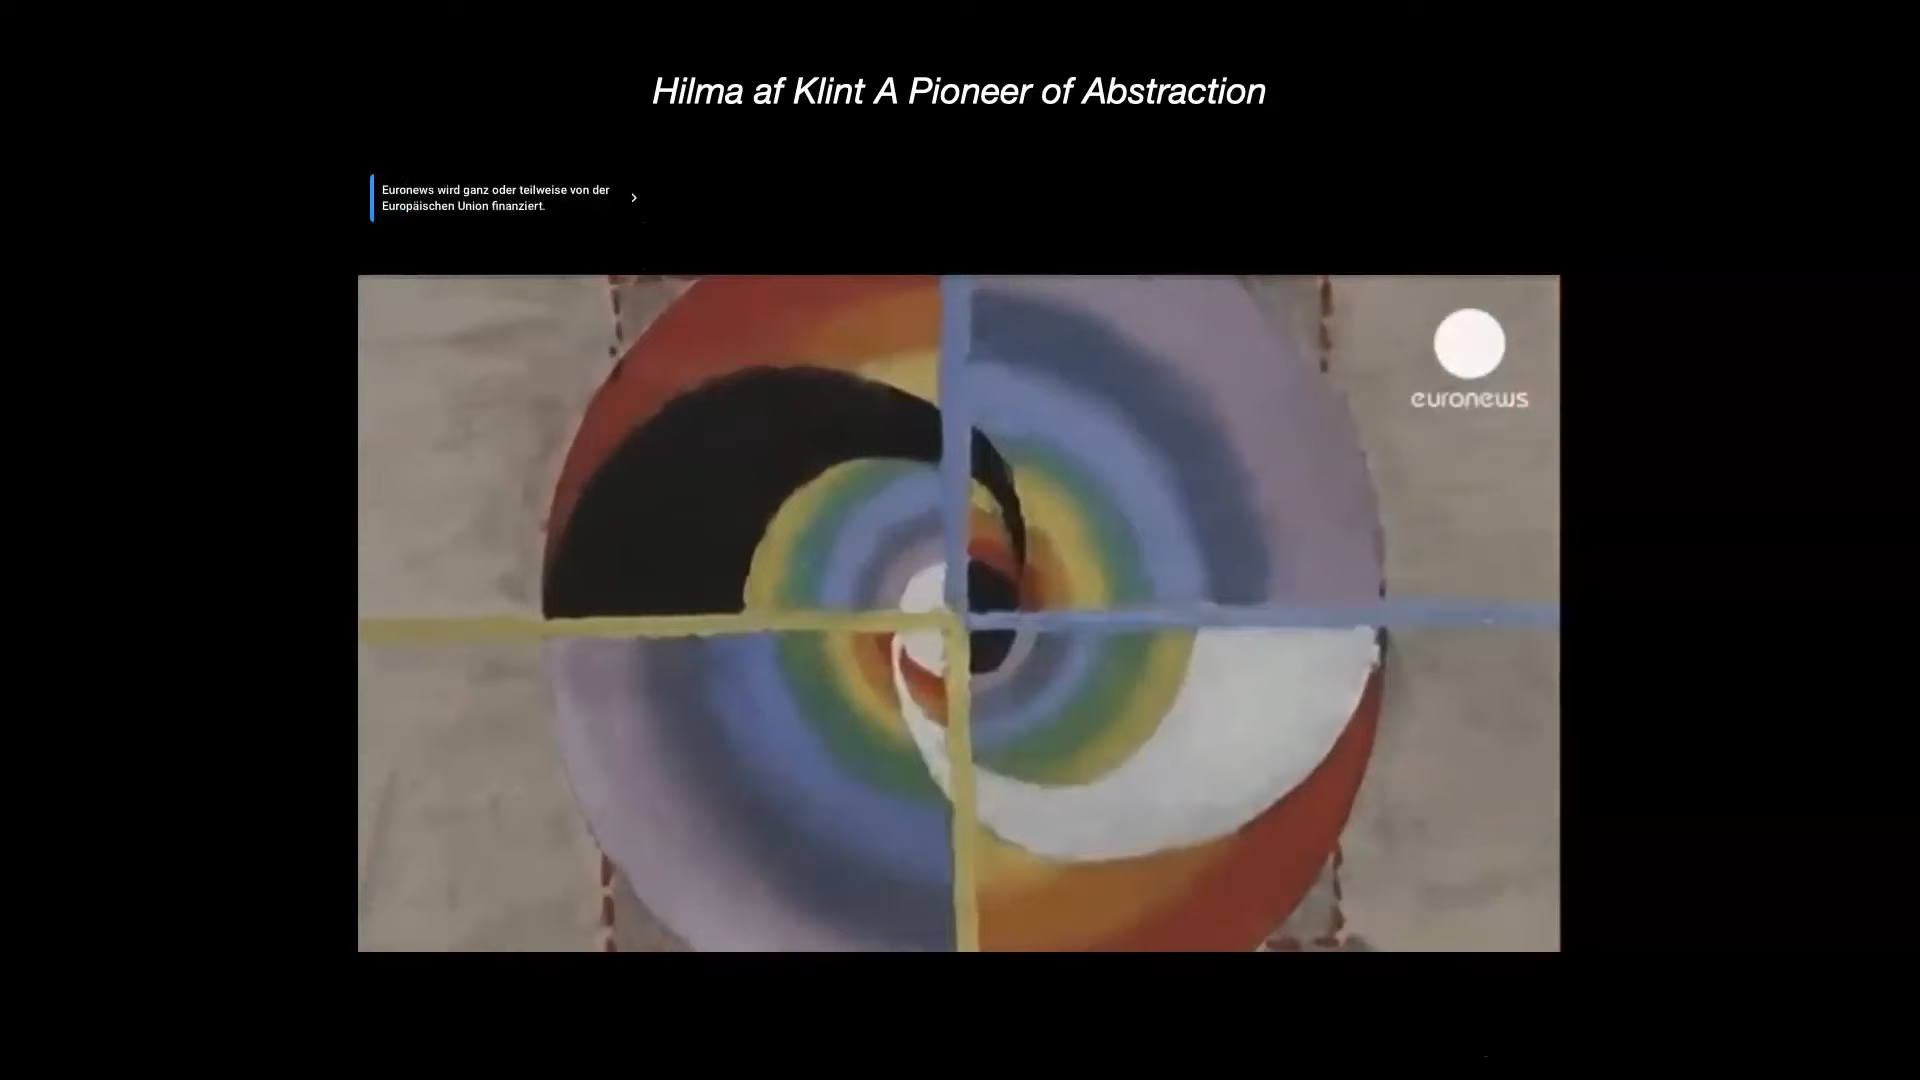 Hilma af Klint A Pioneer of Abstraction
Euronews wird ganz oder teilweise von der
Europäischen Union finanziert.
euronews